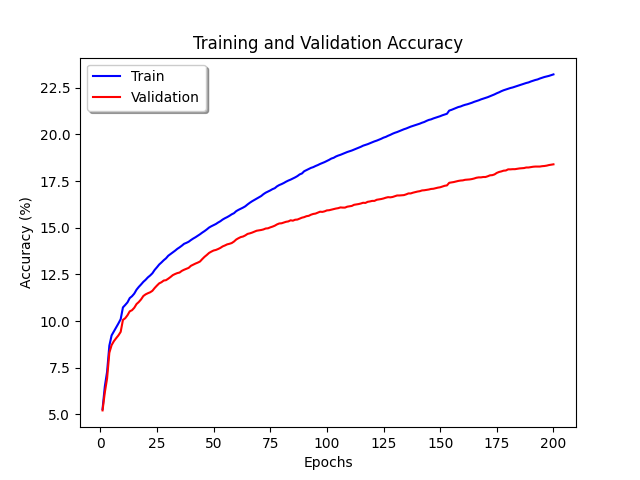 Training and Validation Accuracy
Train
Validation
Accuracy (%)
22.5
20.0
17.5
15.0
12.5
10.0
7.5
5.0
0 25 50 75 100 125 150 175 200
Epochs